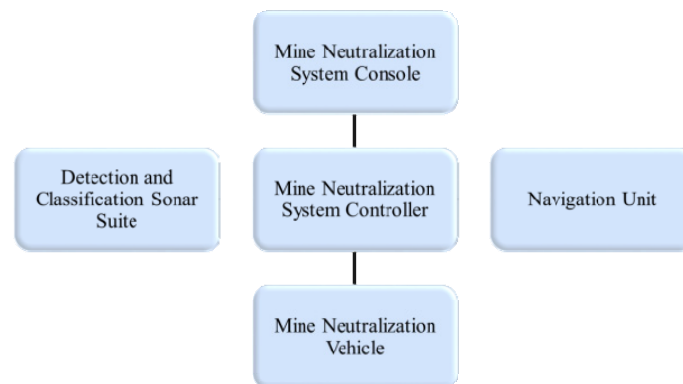 Mine Neutralization
System Console
Detection and
Classification Sonar
Suite
Mine Neutralization
System Controller
Navigation Unit
Mine Neutralization
Vehicle